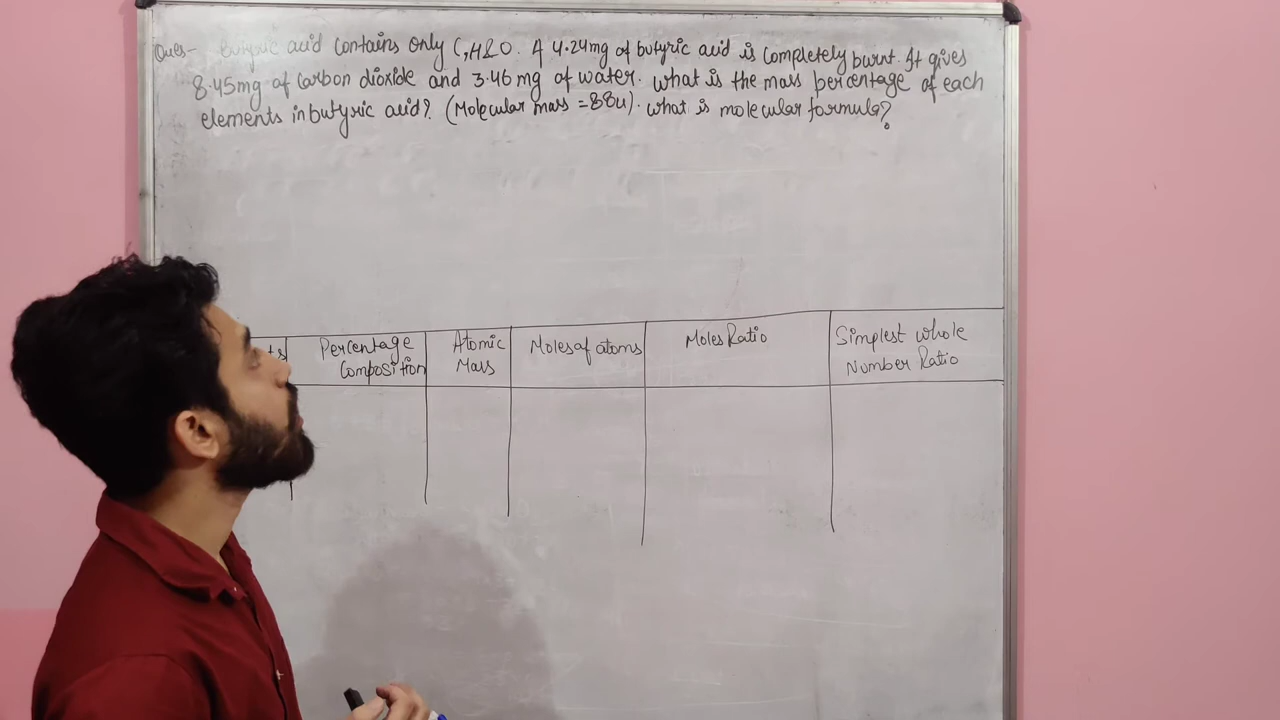 Ques- Butyric acid contains only C,H&O. A 4.24mg of butyric acid is completely burnt. It gives
8.45mg of carbon dioxide and 3.46 mg of water. What is the mass percentage of each
elements in butyric acid? (Molecular mass = 88u). What is molecular formula?
ts Percentage Composition Atomic Mass Moles of atoms Moles Ratio Simplest whole Number Ratio